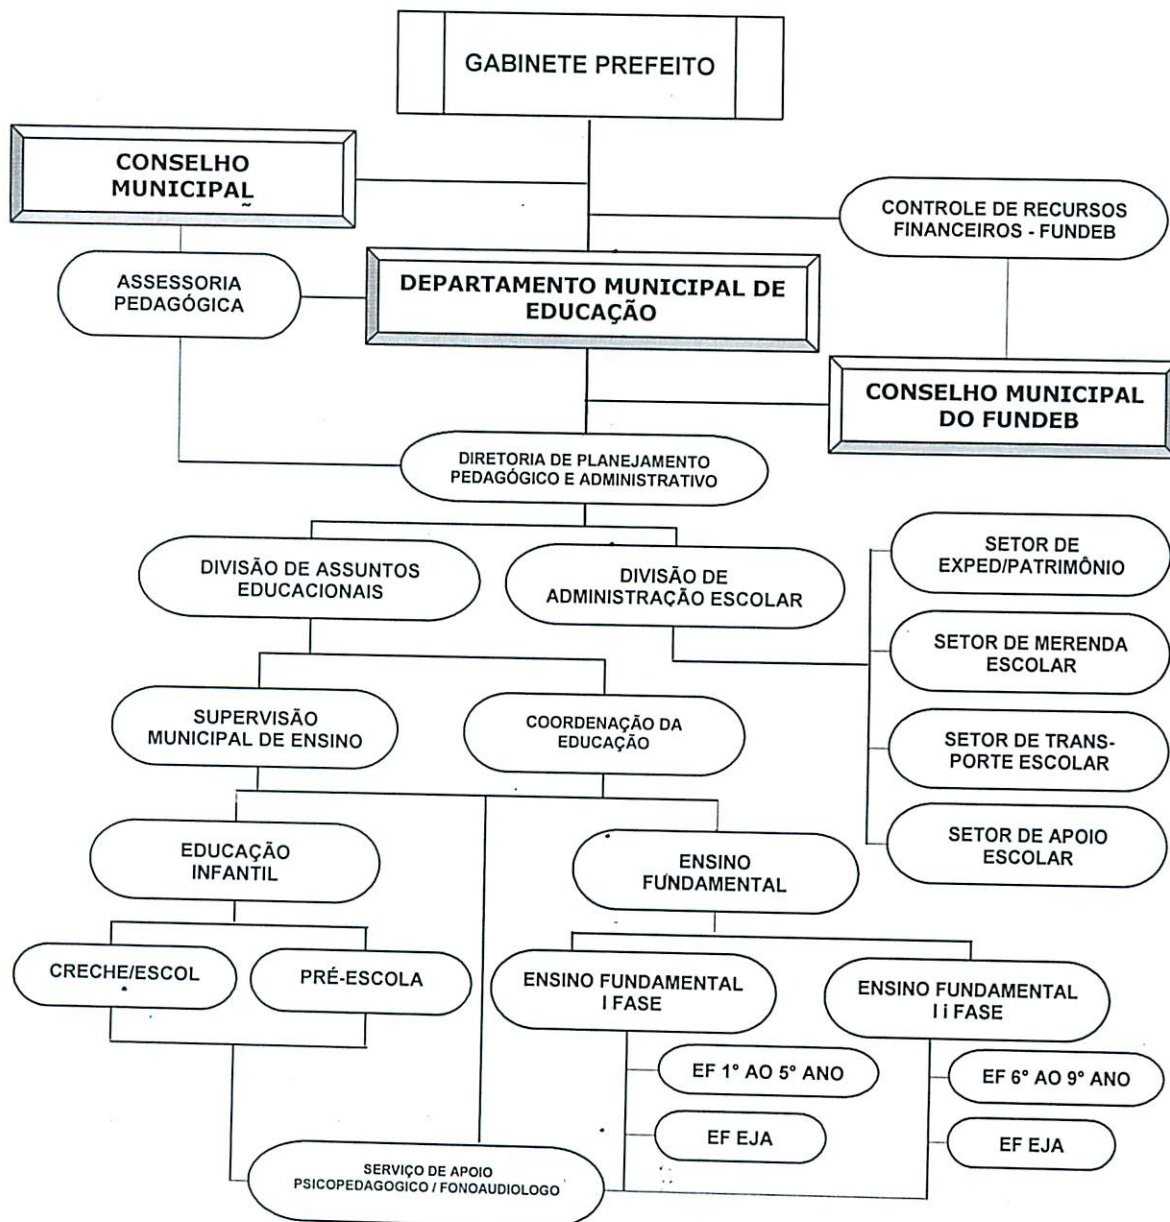 GABINETE PREFEITO
CONSELHO
MUNICIPAL
CONTROLE DE RECURSOS
FINANCEIROS - FUNDEB
ASSESSORIA
PEDAGÓGICA
DEPARTAMENTO MUNICIPAL DE
EDUCAÇÃO
CONSELHO MUNICIPAL
DO FUNDEB
DIRETORIA DE PLANEJAMENTO
PEDAGÓGICO E ADMINISTRATIVO
DIVISÃO DE ASSUNTOS
EDUCACIONAIS
DIVISÃO DE
ADMINISTRAÇÃO ESCOLAR
SETOR DE
EXPED/PATRIMÔNIO
SETOR DE MERENDA
ESCOLAR
SUPERVISÃO
MUNICIPAL DE ENSINO
COORDENAÇÃO DA
EDUCAÇÃO
SETOR DE TRANS-
PORTE ESCOLAR
SETOR DE APOIO
ESCOLAR
EDUCAÇÃO
INFANTIL
ENSINO
FUNDAMENTAL
CRECHE/ESCOL
PRÉ-ESCOLA
ENSINO FUNDAMENTAL
I FASE
ENSINO FUNDAMENTAL
I i FASE
EF 1° AO 5° ANO
EF 6° AO 9° ANO
EF EJA
EF EJA
SERVIÇO DE APOIO
PSICOPEDAGOGICO / FONOAUDIOLOGO